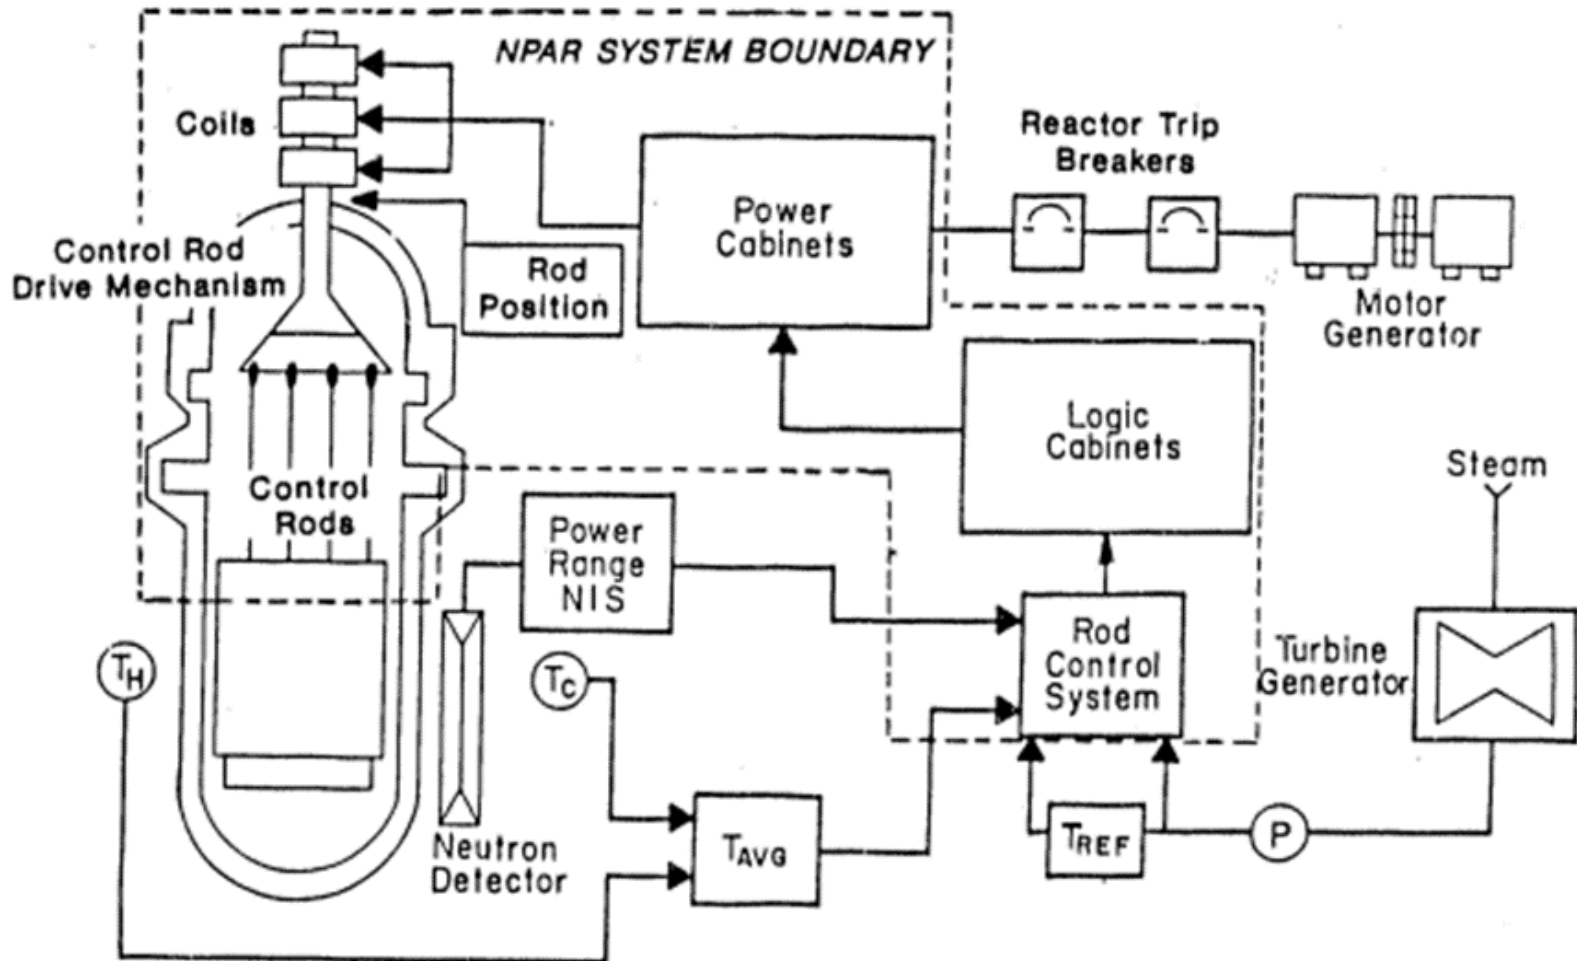 NPAR SYSTEM BOUNDARY
Coils
Reactor Trip
Breakers
Power
Cabinets
Control Rod
Drive Mechanism
Rod
Position
Motor
Generator
Logic
Cabinets
Steam
Control
Rods
Power
Range
NIS
Rod
Control
System
Turbine
Generator
TH
TC
Neutron
Detector
TAVG
TREF
P